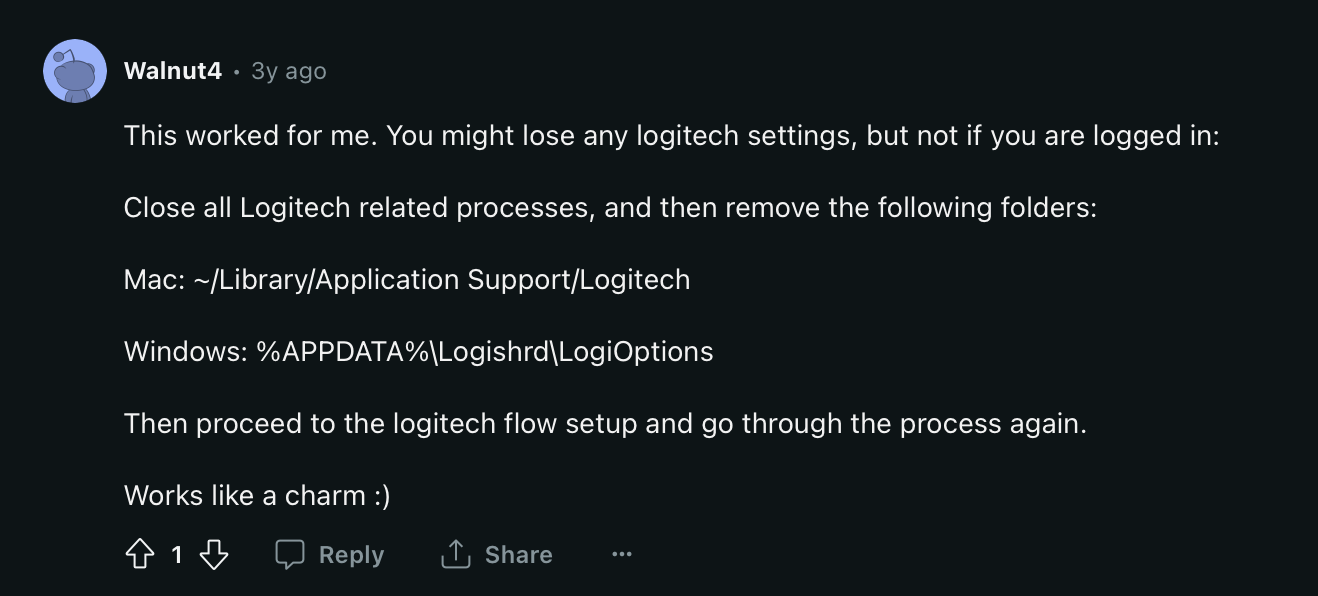 Walnut4 • 3y ago
This worked for me. You might lose any logitech settings, but not if you are logged in:
Close all Logitech related processes, and then remove the following folders:
Mac: ~/Library/Application Support/Logitech
Windows: %APPDATA%\Logishrd\LogiOptions
Then proceed to the logitech flow setup and go through the process again.
Works like a charm :)
1 Reply Share ...